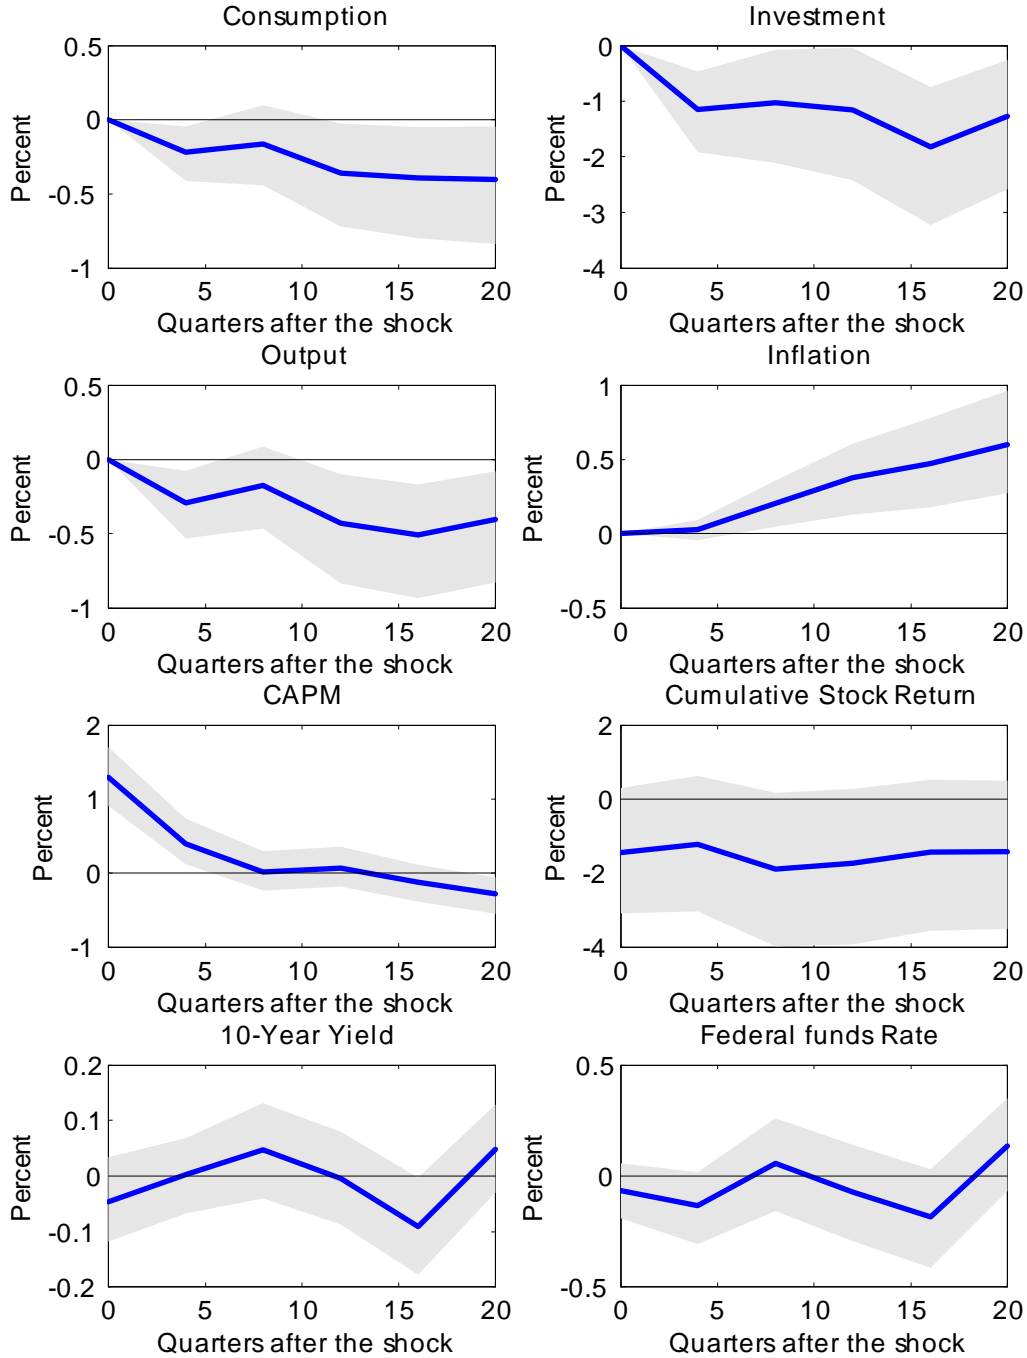 Consumption
Investment
0.5
0
-0.5
-1
Percent
0 5 10 15 20
Quarters after the shock
0
-1
-2
-3
-4
Percent
0 5 10 15 20
Quarters after the shock
Output
Inflation
0.5
0
-0.5
-1
Percent
0 5 10 15 20
Quarters after the shock
1
0.5
0
-0.5
Percent
0 5 10 15 20
Quarters after the shock
CAPM
Cumulative Stock Return
2
1
0
-1
Percent
0 5 10 15 20
Quarters after the shock
2
0
-2
-4
Percent
0 5 10 15 20
Quarters after the shock
10-Year Yield
Federal funds Rate
0.2
0.1
0
-0.1
-0.2
Percent
0 5 10 15 20
Quarters after the shock
0.5
0
-0.5
Percent
0 5 10 15 20
Quarters after the shock